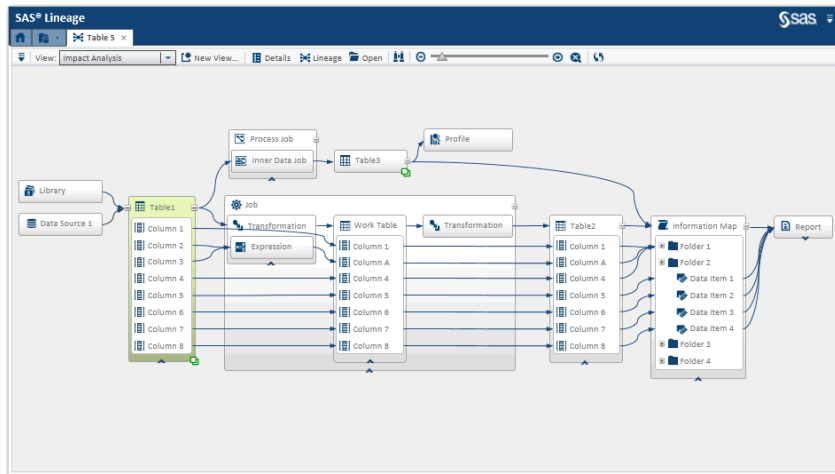 SAS® Lineage
sas
Table 5
View: Impact Analysis New View... Details Lineage Open
Process Job
Profile
Inner Data Job
Table3
Library
Table1
Job
Data Source 1
Transformation
Work Table
Transformation
Table2
Information Map
Report
Column 1
Expression
Column 1
Column 1
Folder 1
Column 2
Column A
Column A
Folder 2
Column 3
Column 4
Column 4
Column 4
Data Item 1
Column 5
Column 5
Column 5
Data Item 2
Column 6
Column 6
Column 6
Data Item 3
Column 7
Column 7
Column 7
Data Item 4
Column 8
Column 8
Column 8
Folder 3
Folder 4